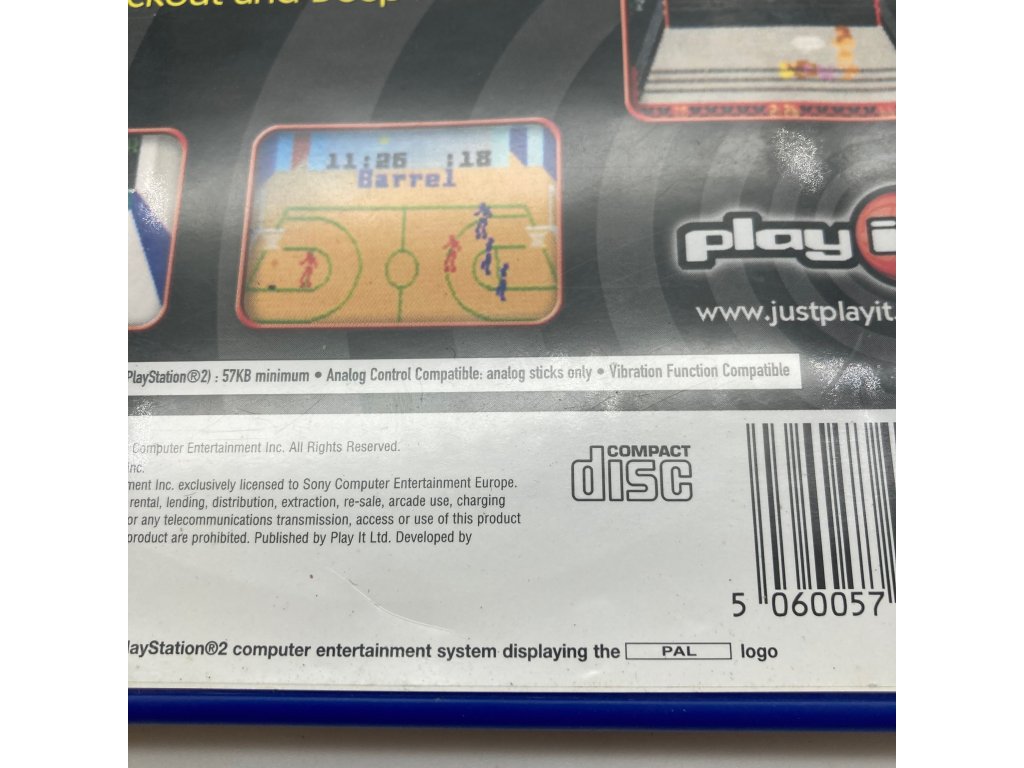 ckout and Deep
11:26 :18
Barrel
play i
www.justplayit.
PlayStation®2) : 57KB minimum • Analog Control Compatible: analog sticks only • Vibration Function Compatible
Computer Entertainment Inc. All Rights Reserved.
Inc.
ment Inc. exclusively licensed to Sony Computer Entertainment Europe.
rental, lending, distribution, extraction, re-sale, arcade use, charging
or any telecommunications transmission, access or use of this product
product are prohibited. Published by Play It Ltd. Developed by
COMPACT
disc
5 060057
layStation®2 computer entertainment system displaying the PAL logo